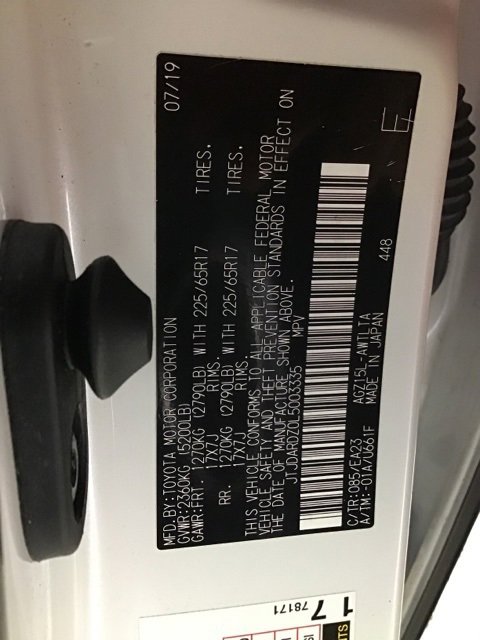 MFD.BY:TOYOTA MOTOR CORPORATION 07/19
GVWR:2360KG (5200LB)
GAWR:FRT. 1270KG (2790LB) WITH 225/65R17 TIRES.
17X7J RIMS.
RR. 1270KG (2790LB) WITH 225/65R17 TIRES.
17X7J RIMS.
THIS VEHICLE CONFORMS TO ALL APPLICABLE FEDERAL MOTOR
VEHICLE SAFETY AND THEFT PREVENTION STANDARDS IN EFFECT ON
THE DATE OF MANUFACTURE SHOWN ABOVE.
MPV
C/TR:085/EA23 AGZ15L-AWTLTA
A/TM:-01A/U661F MADE IN JAPAN
448
17
78171